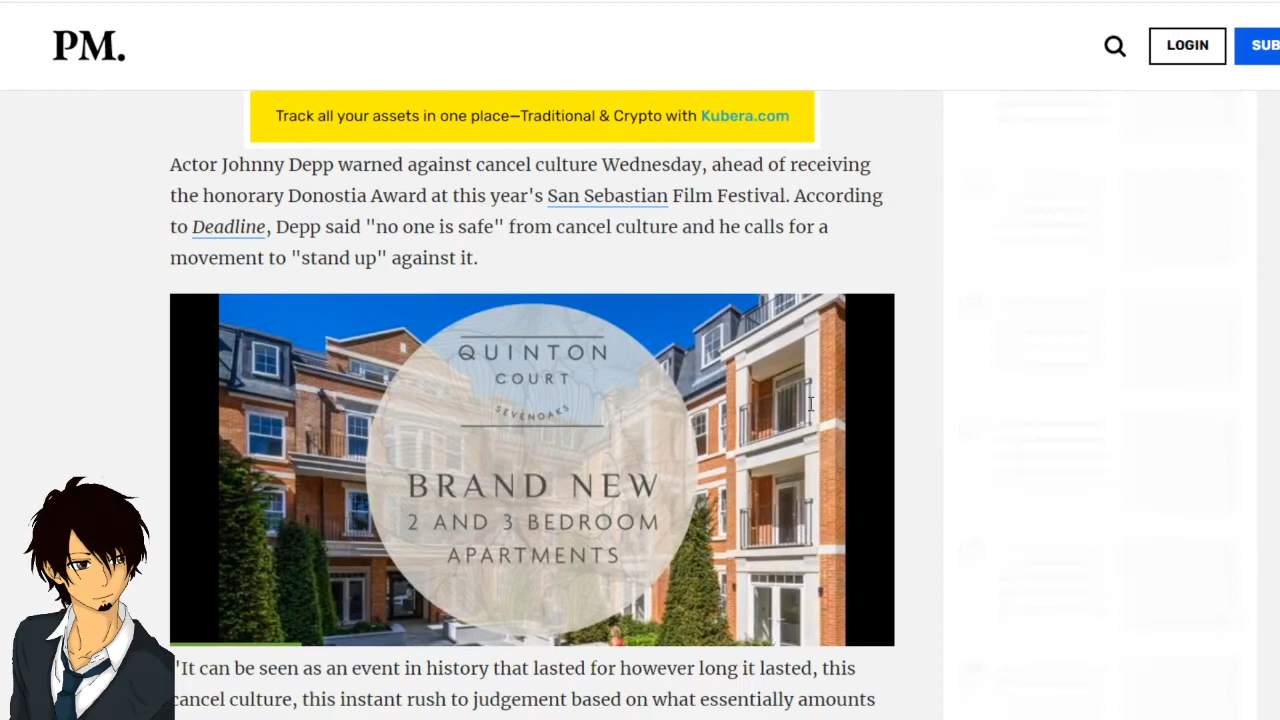 PM.
LOGIN
SUB
Track all your assets in one place—Traditional & Crypto with Kubera.com
Actor Johnny Depp warned against cancel culture Wednesday, ahead of receiving
the honorary Donostia Award at this year's San Sebastian Film Festival. According
to Deadline, Depp said "no one is safe" from cancel culture and he calls for a
movement to "stand up" against it.
QUINTON
COURT
SEVENOAKS
BRAND NEW
2 AND 3 BEDROOM
APARTMENTS
"It can be seen as an event in history that lasted for however long it lasted, this
cancel culture, this instant rush to judgement based on what essentially amounts